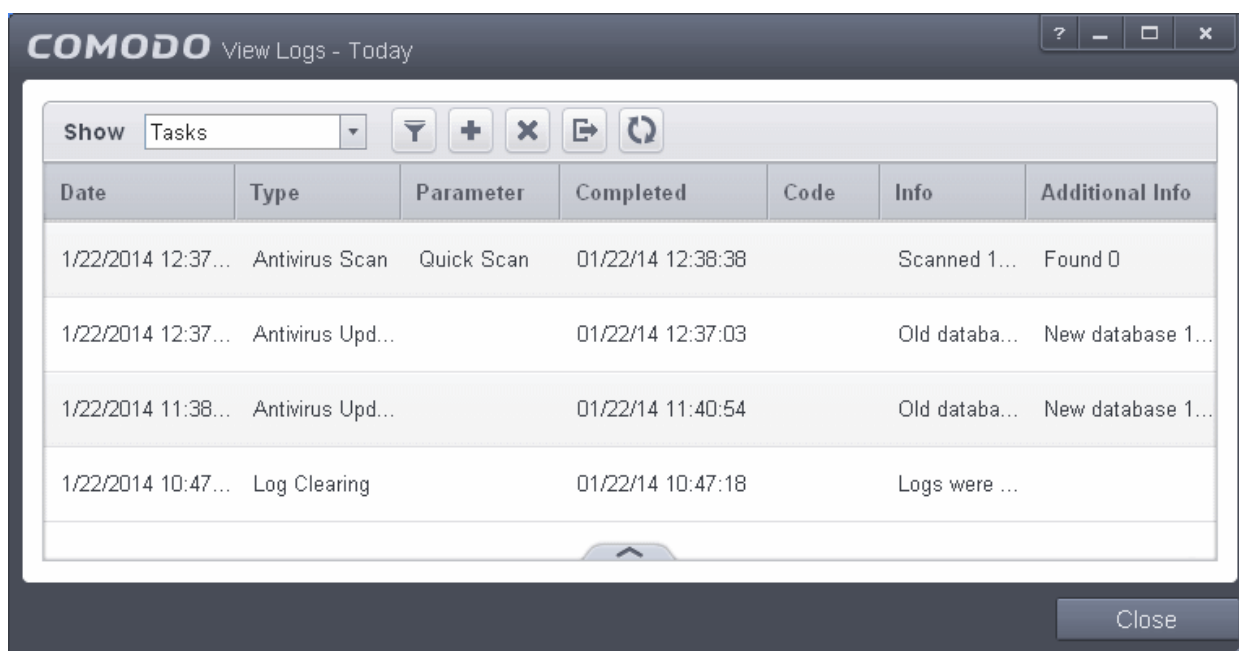 COMODO View Logs - Today
?
Show Tasks
Date Type Parameter Completed Code Info Additional Info
1/22/2014 12:37... Antivirus Scan Quick Scan 01/22/14 12:38:38 Scanned 1... Found 0
1/22/2014 12:37... Antivirus Upd... 01/22/14 12:37:03 Old databa... New database 1...
1/22/2014 11:38... Antivirus Upd... 01/22/14 11:40:54 Old databa... New database 1...
1/22/2014 10:47... Log Clearing 01/22/14 10:47:18 Logs were ...
Close